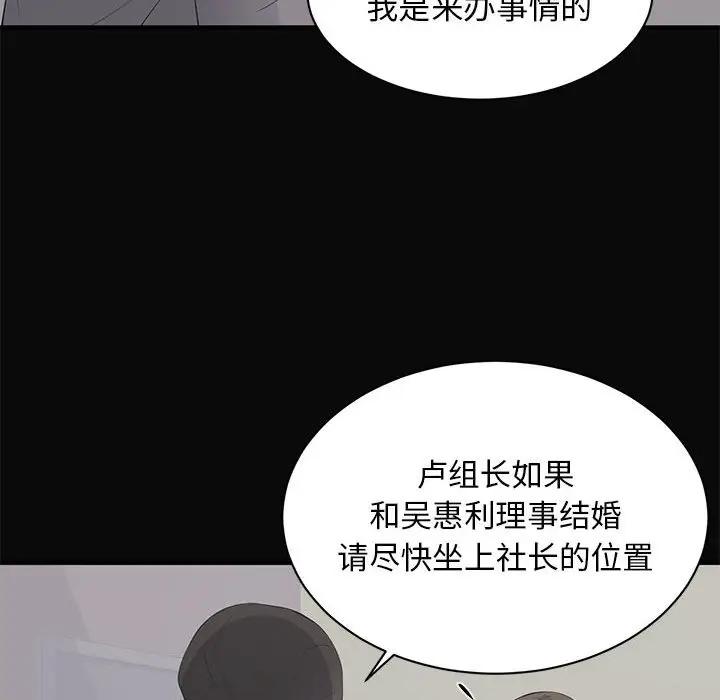 我是来办事情的
卢组长如果
和吴惠利理事结婚
请尽快坐上社长的位置